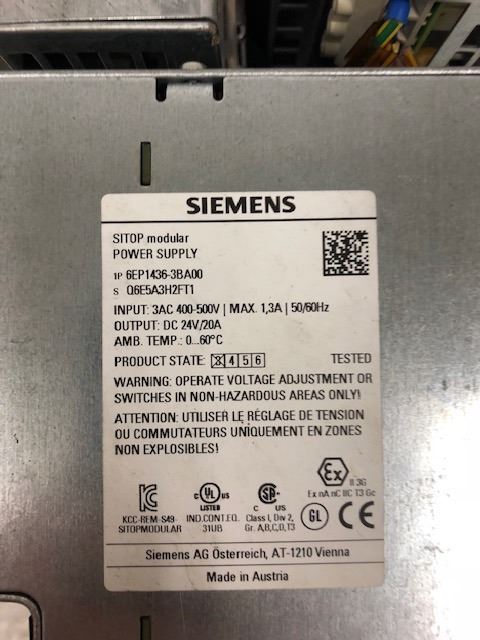 SIEMENS
SITOP modular
POWER SUPPLY
1P 6EP1436-3BA00
S Q6E5A3H2FT1
INPUT: 3AC 400-500V | MAX. 1,3A | 50/60Hz
OUTPUT: DC 24V/20A
AMB. TEMP.: 0...60°C
PRODUCT STATE: X 4 5 6 TESTED
WARNING: OPERATE VOLTAGE ADJUSTMENT OR
SWITCHES IN NON-HAZARDOUS AREAS ONLY!
ATTENTION: UTILISER LE RÉGLAGE DE TENSION
OU COMMUTATEURS UNIQUEMENT EN ZONES
NON EXPLOSIBLES!
Ex II 3G
Ex nA nC IIC T3 Gc
KCC-REM-S49-
SITOPMODULAR
c UL us
LISTED
IND.CONT.EQ.
31UB
SP
C US
Class I, Div 2,
Gr. A,B,C,D,T3
GL CE
Siemens AG Österreich, AT-1210 Vienna
Made in Austria